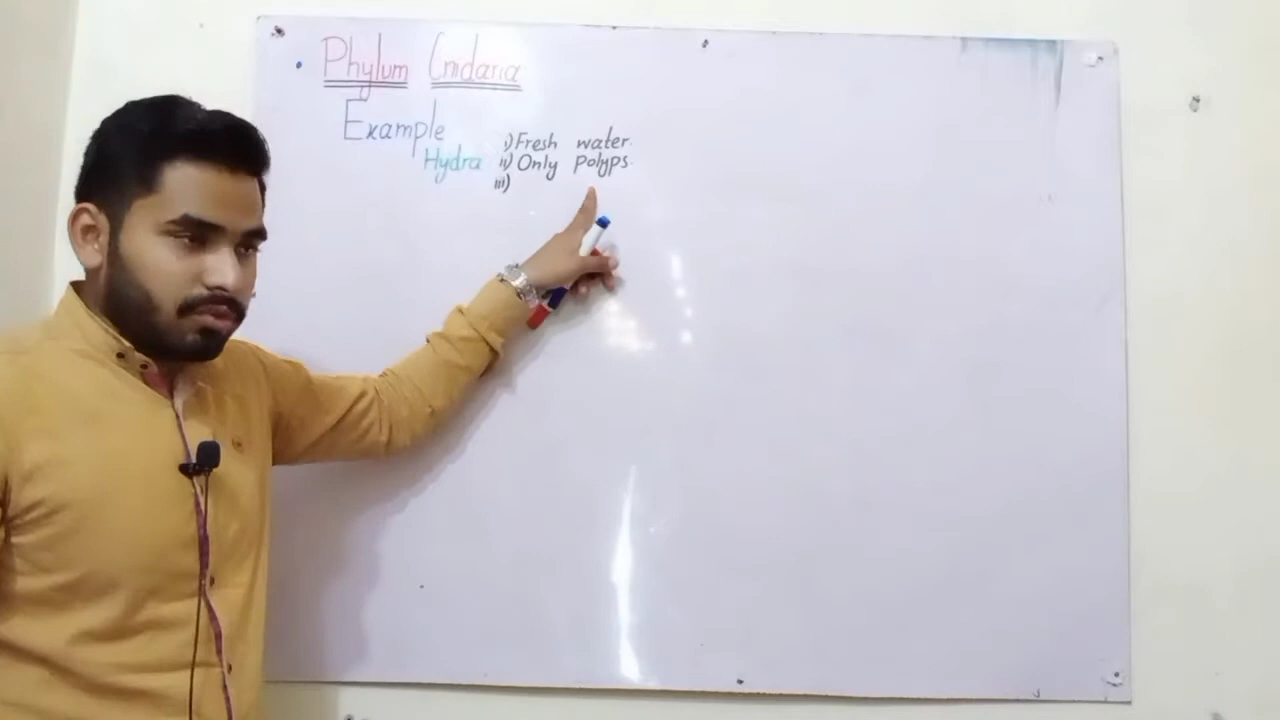 Phylum Cnidaria
Example
Hydra i) Fresh water.
ii) Only Polyps.
iii)